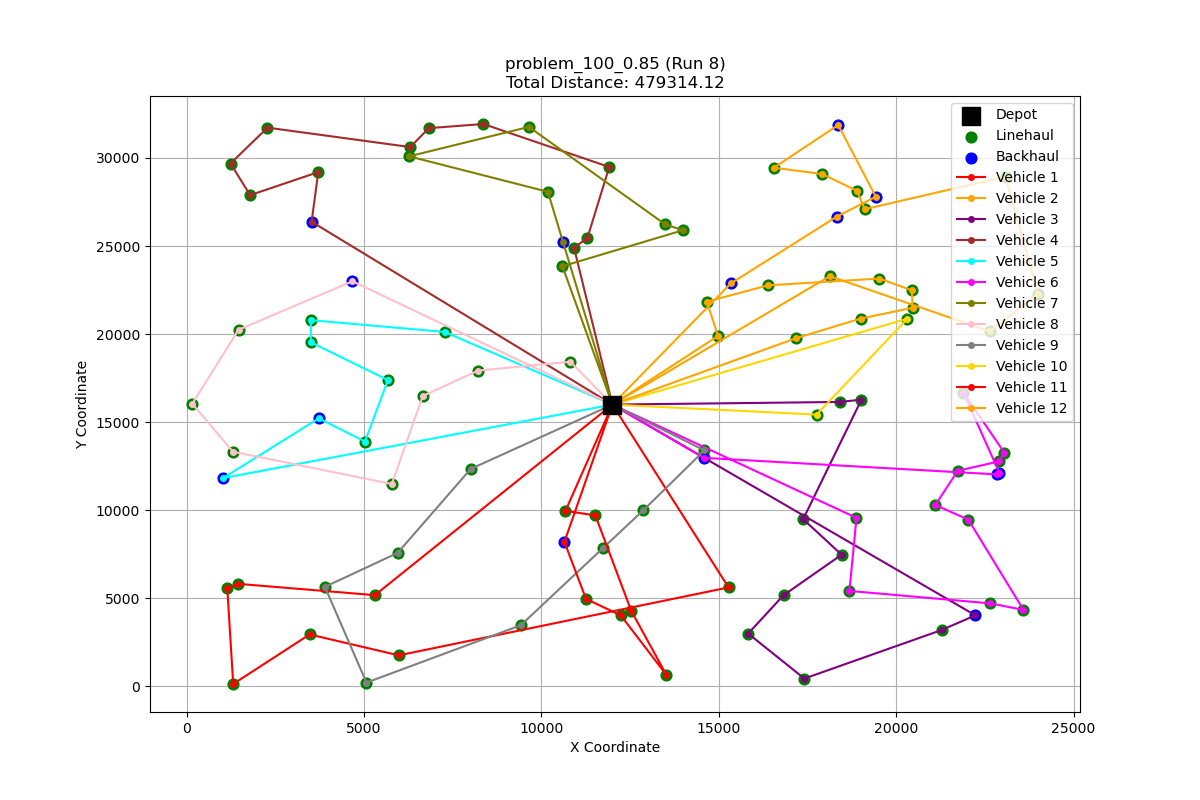 problem_100_0.85 (Run 8)
Total Distance: 479314.12
Y Coordinate
30000
25000
20000
15000
10000
5000
0
0
5000
10000
15000
20000
25000
X Coordinate
Depot
Linehaul
Backhaul
Vehicle 1
Vehicle 2
Vehicle 3
Vehicle 4
Vehicle 5
Vehicle 6
Vehicle 7
Vehicle 8
Vehicle 9
Vehicle 10
Vehicle 11
Vehicle 12